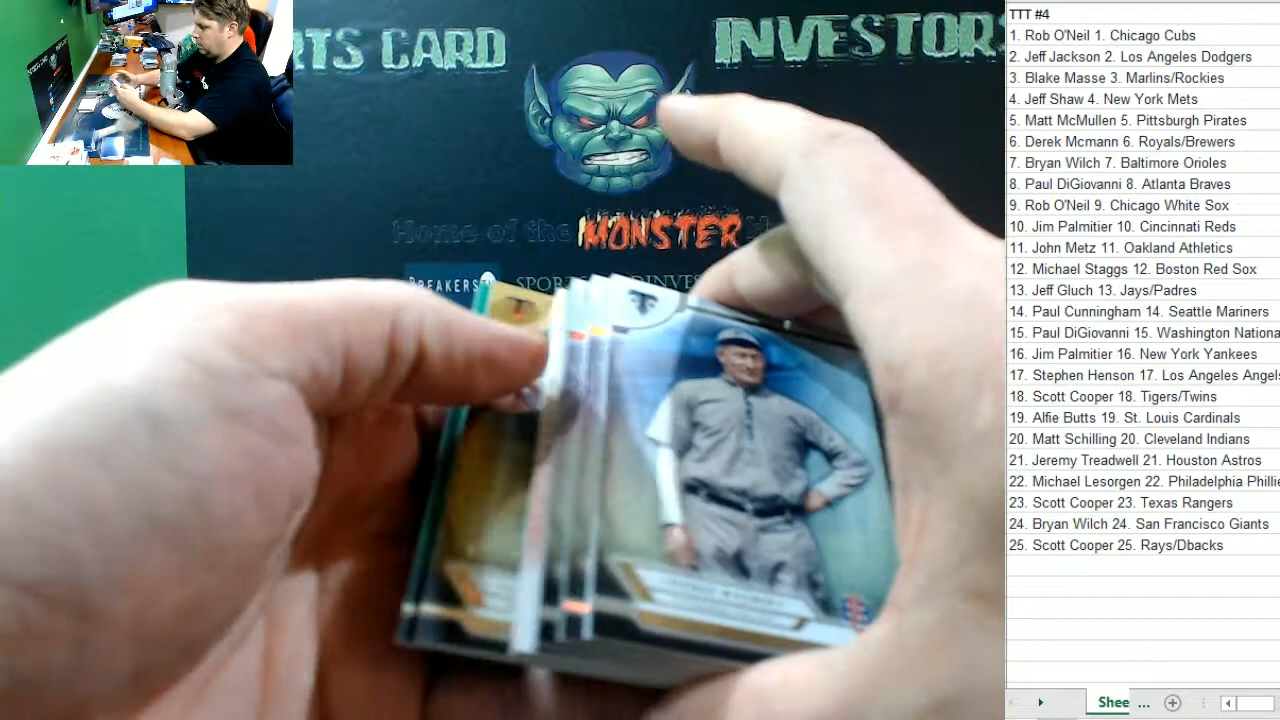 RTS CARD
INVESTORS
Home of the MONSTER
BREAKERS
TTT #4
1. Rob O'Neil 1. Chicago Cubs
2. Jeff Jackson 2. Los Angeles Dodgers
3. Blake Masse 3. Marlins/Rockies
4. Jeff Shaw 4. New York Mets
5. Matt McMullen 5. Pittsburgh Pirates
6. Derek Mcmann 6. Royals/Brewers
7. Bryan Wilch 7. Baltimore Orioles
8. Paul DiGiovanni 8. Atlanta Braves
9. Rob O'Neil 9. Chicago White Sox
10. Jim Palmitier 10. Cincinnati Reds
11. John Metz 11. Oakland Athletics
12. Michael Staggs 12. Boston Red Sox
13. Jeff Gluch 13. Jays/Padres
14. Paul Cunningham 14. Seattle Mariners
15. Paul DiGiovanni 15. Washington Nationa
16. Jim Palmitier 16. New York Yankees
17. Stephen Henson 17. Los Angeles Angels
18. Scott Cooper 18. Tigers/Twins
19. Alfie Butts 19. St. Louis Cardinals
20. Matt Schilling 20. Cleveland Indians
21. Jeremy Treadwell 21. Houston Astros
22. Michael Lesorgen 22. Philadelphia Phillie
23. Scott Cooper 23. Texas Rangers
24. Bryan Wilch 24. San Francisco Giants
25. Scott Cooper 25. Rays/Dbacks
Shee ...